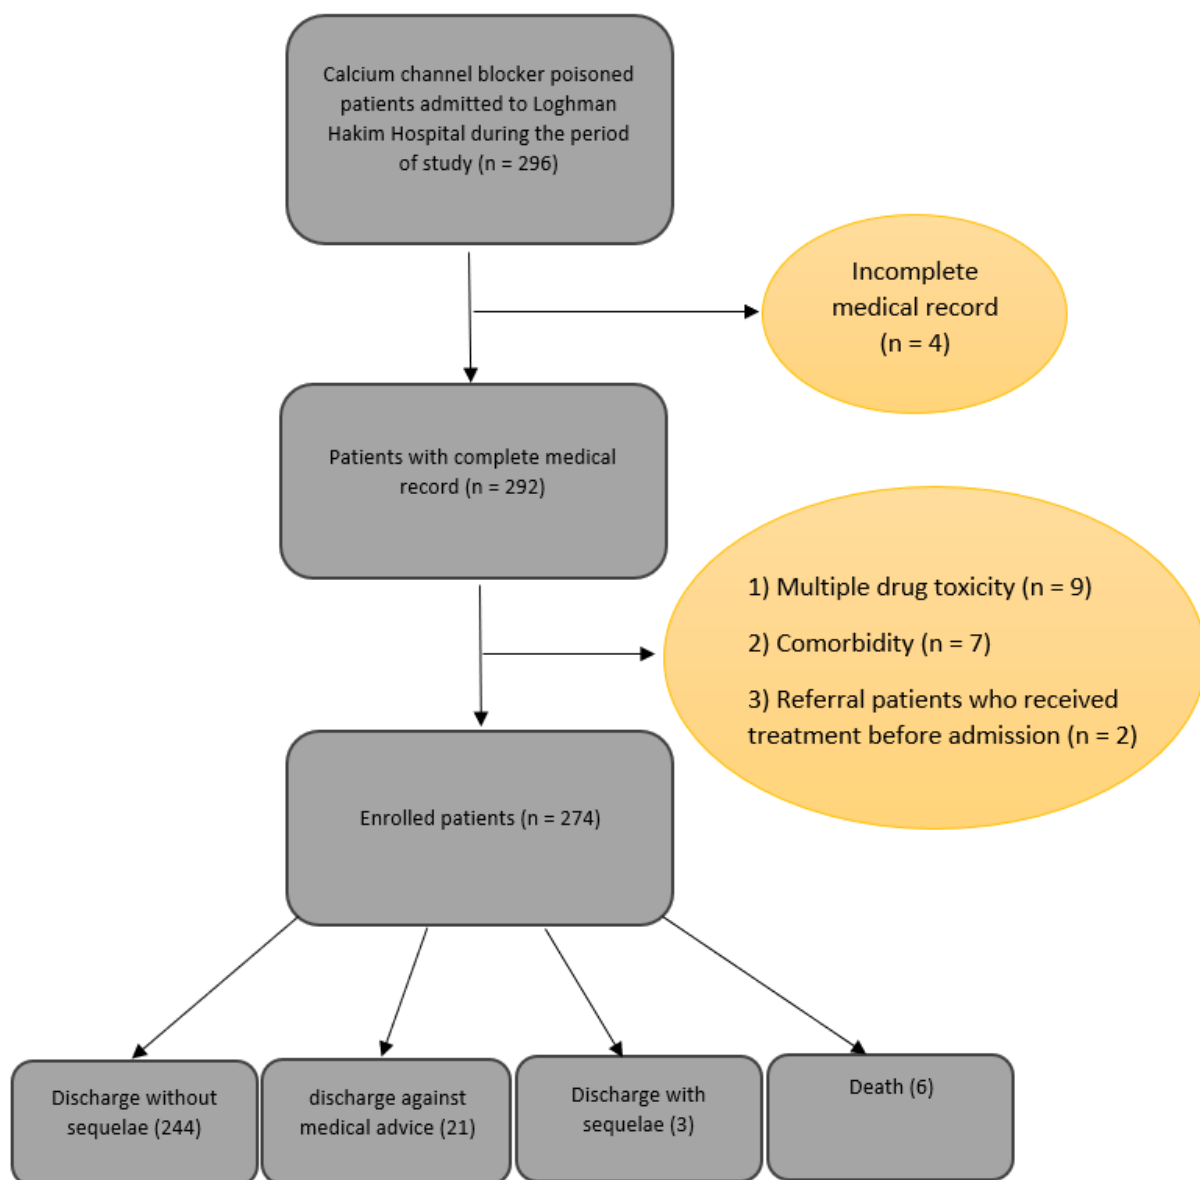 Calcium channel blocker poisoned
patients admitted to Loghman
Hakim Hospital during the period
of study (n = 296)
Incomplete
medical record
(n = 4)
Patients with complete medical
record (n = 292)
1) Multiple drug toxicity (n = 9)
2) Comorbidity (n = 7)
3) Referral patients who received
treatment before admission (n = 2)
Enrolled patients (n = 274)
Discharge without
sequelae (244)
discharge against
medical advice (21)
Discharge with
sequelae (3)
Death (6)